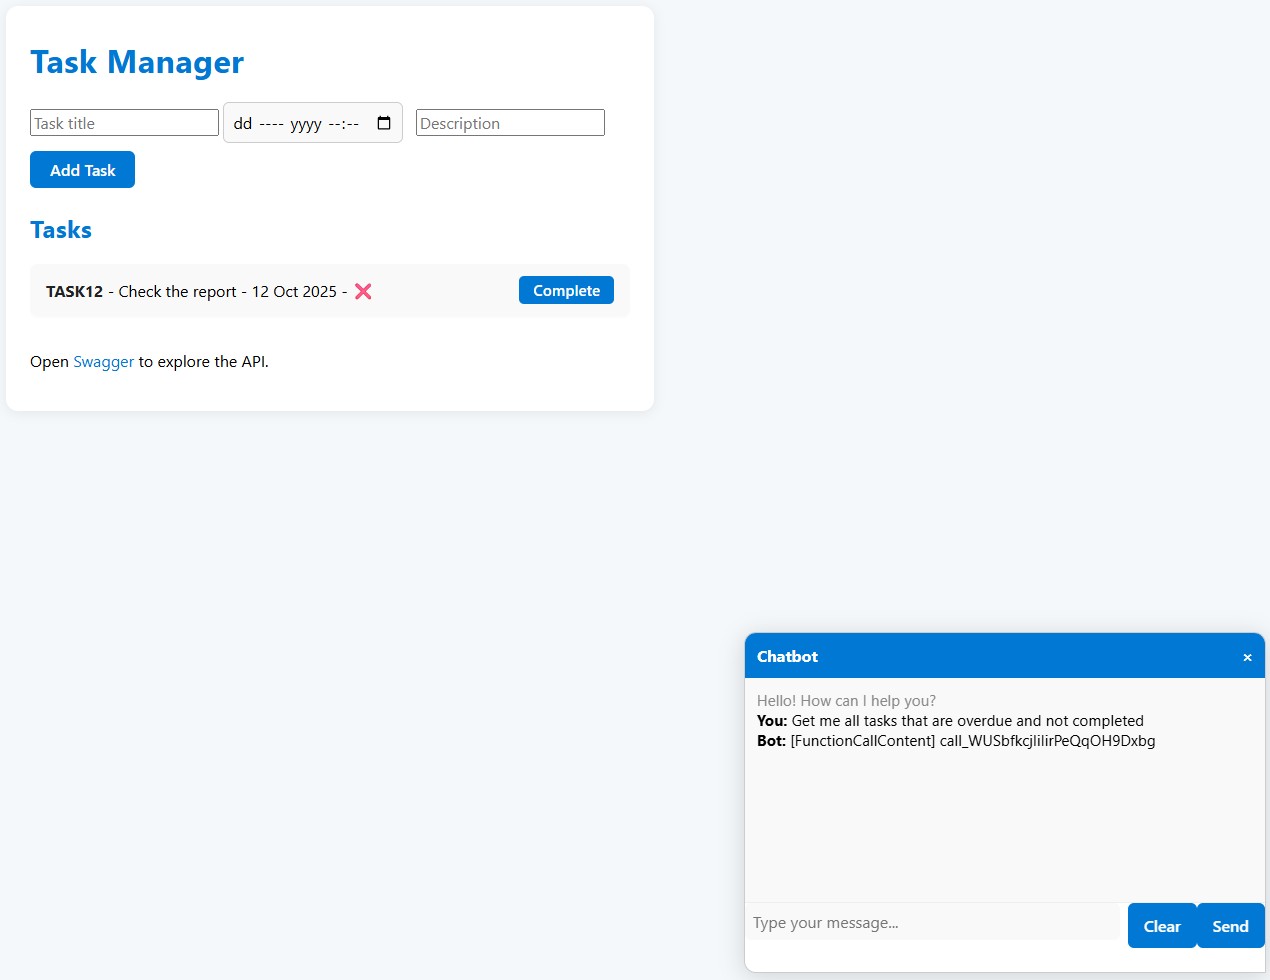 Task Manager
Task title dd ---- yyyy --:-- Description
Add Task
Tasks
TASK12 - Check the report - 12 Oct 2025 - ❌ Complete
Open Swagger to explore the API.
Chatbot ×
Hello! How can I help you?
You: Get me all tasks that are overdue and not completed
Bot: [FunctionCallContent] call_WUSbfkcjlilirPeQqOH9Dxbg
Type your message... Clear Send